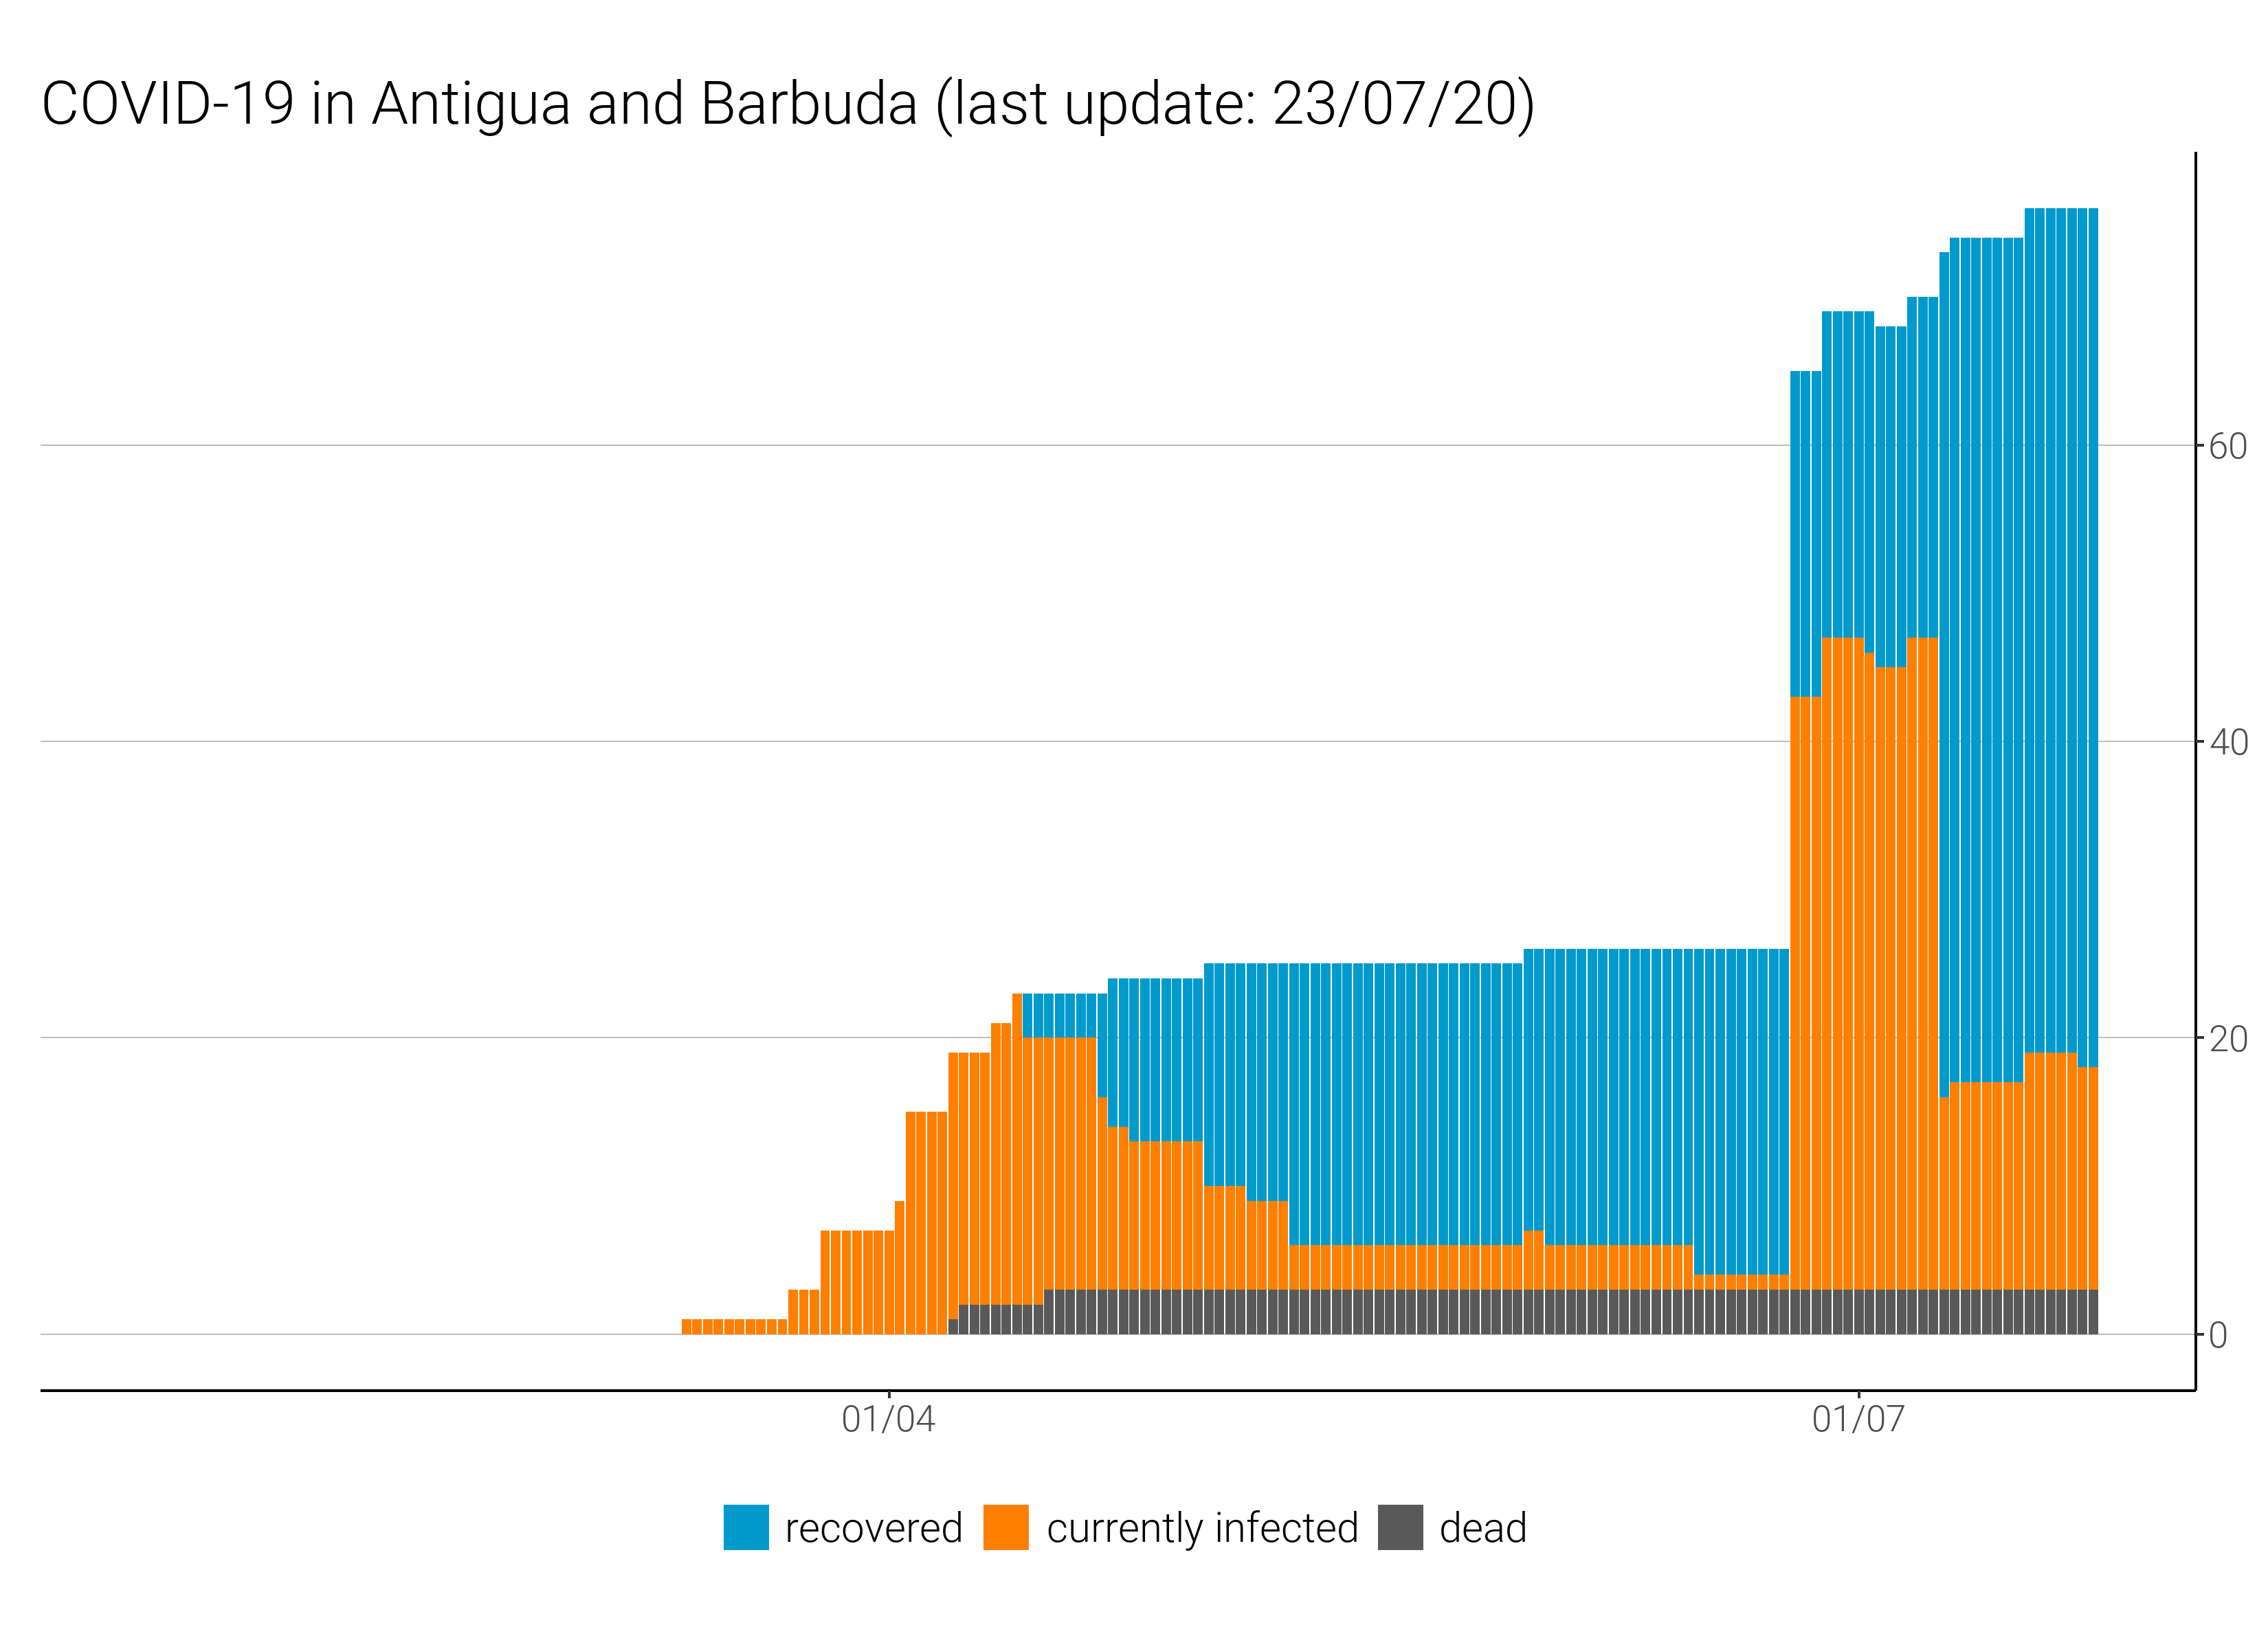 COVID-19 in Antigua and Barbuda (last update: 23/07/20)
60
40
20
0
01/04 01/07
recovered currently infected dead